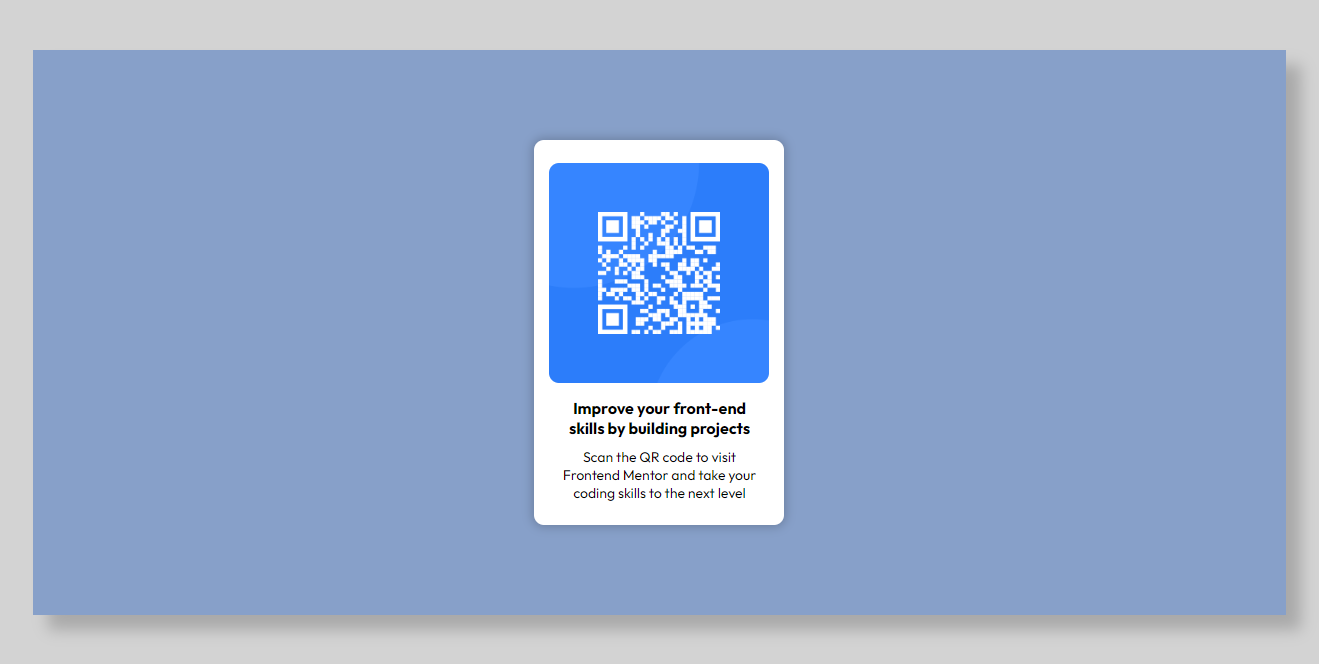 Improve your front-end
skills by building projects
Scan the QR code to visit
Frontend Mentor and take your
coding skills to the next level